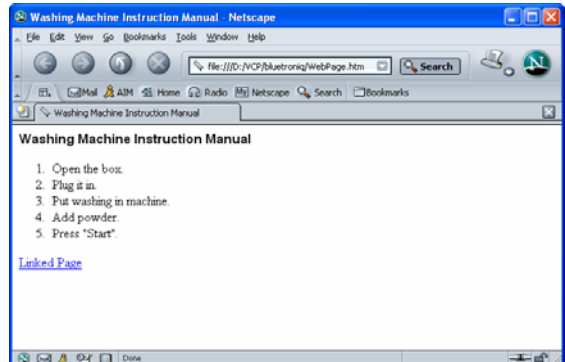 Washing Machine Instruction Manual - Netscape
File Edit View Go Bookmarks Tools Window Help
file:///D:/VCP/bluetroniq/WebPage.htm Search
Mail AIM Home Radio My Netscape Search Bookmarks
Washing Machine Instruction Manual
Washing Machine Instruction Manual
1. Open the box.
2. Plug it in.
3. Put washing in machine.
4. Add powder.
5. Press "Start".
Linked Page
Done